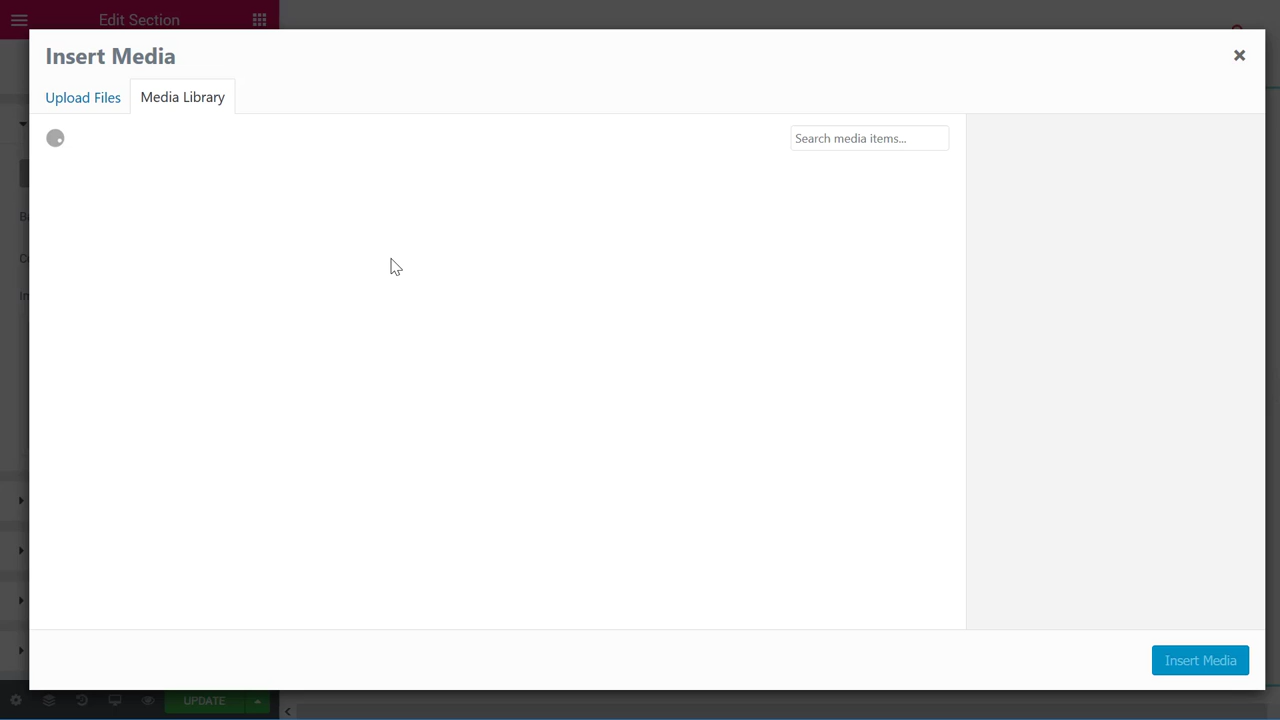 Edit Section
Insert Media
Upload Files
Media Library
Search media items...
Insert Media
UPDATE